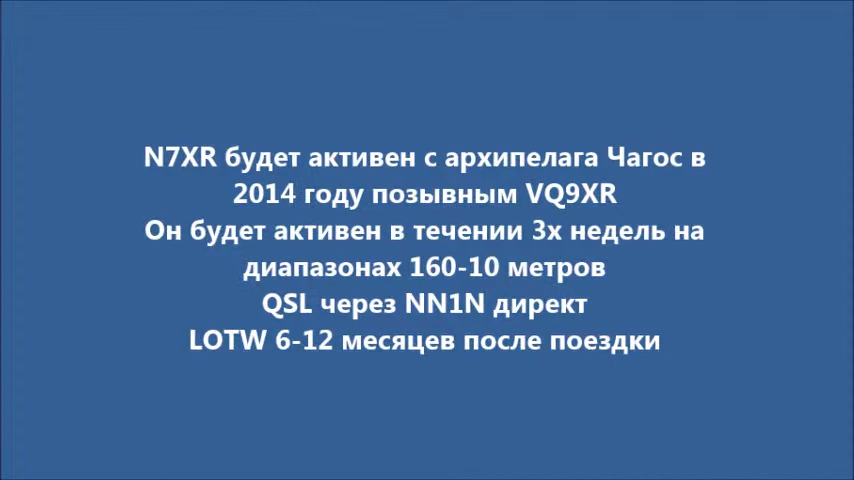 N7XR будет активен с архипелага Чагос в
2014 году позывным VQ9XR
Он будет активен в течении 3х недель на
диапазонах 160-10 метров
QSL через NN1N директ
LOTW 6-12 месяцев после поездки